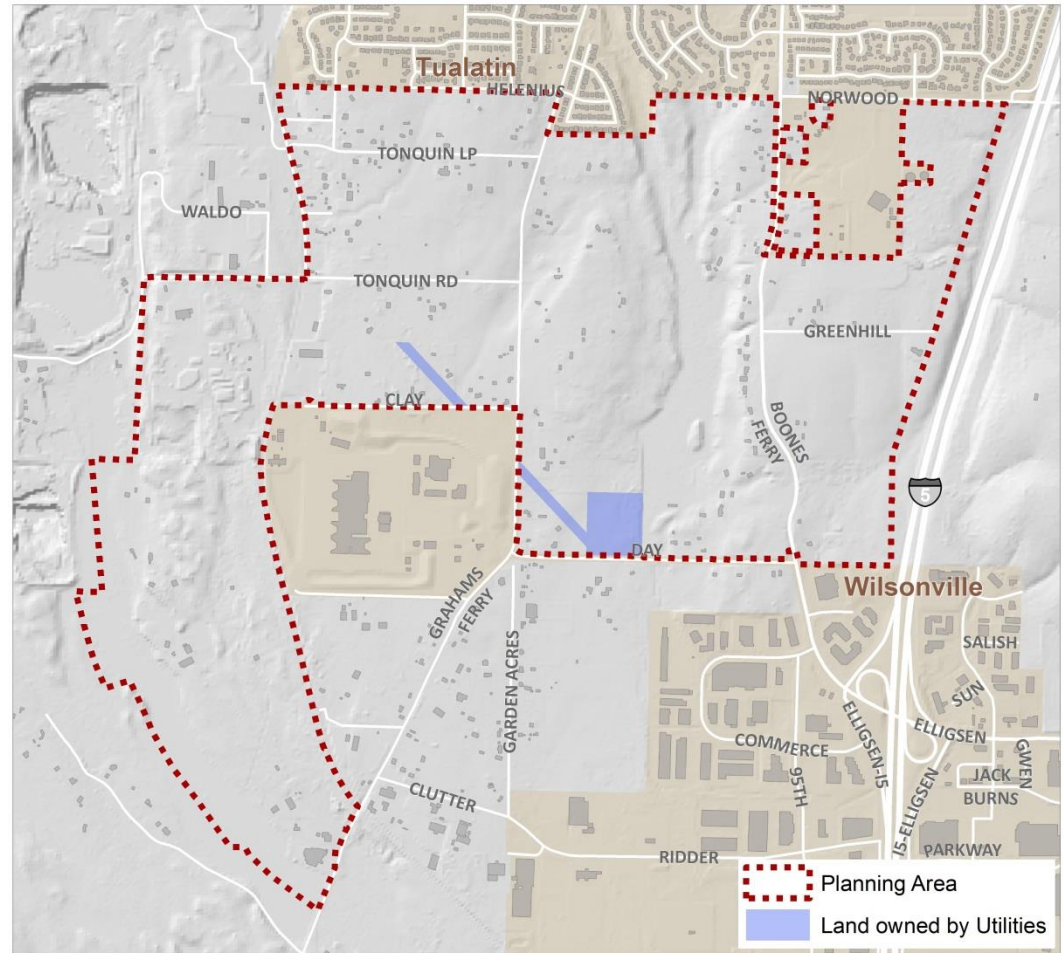 Tualatin
HELENIUS
NORWOOD
TONQUIN LP
WALDO
TONQUIN RD
GREENHILL
CLAY
BOONES
FERRY
5
DAY
Wilsonville
GRAHAMS
FERRY
GARDEN ACRES
SALISH
SUN
ELLIGSEN
ELLIGSEN-I5
COMMERCE
95TH
GWEN
JACK
BURNS
I5-ELLIGSEN
CLUTTER
RIDDER
PARKWAY
Planning Area
Land owned by Utilities